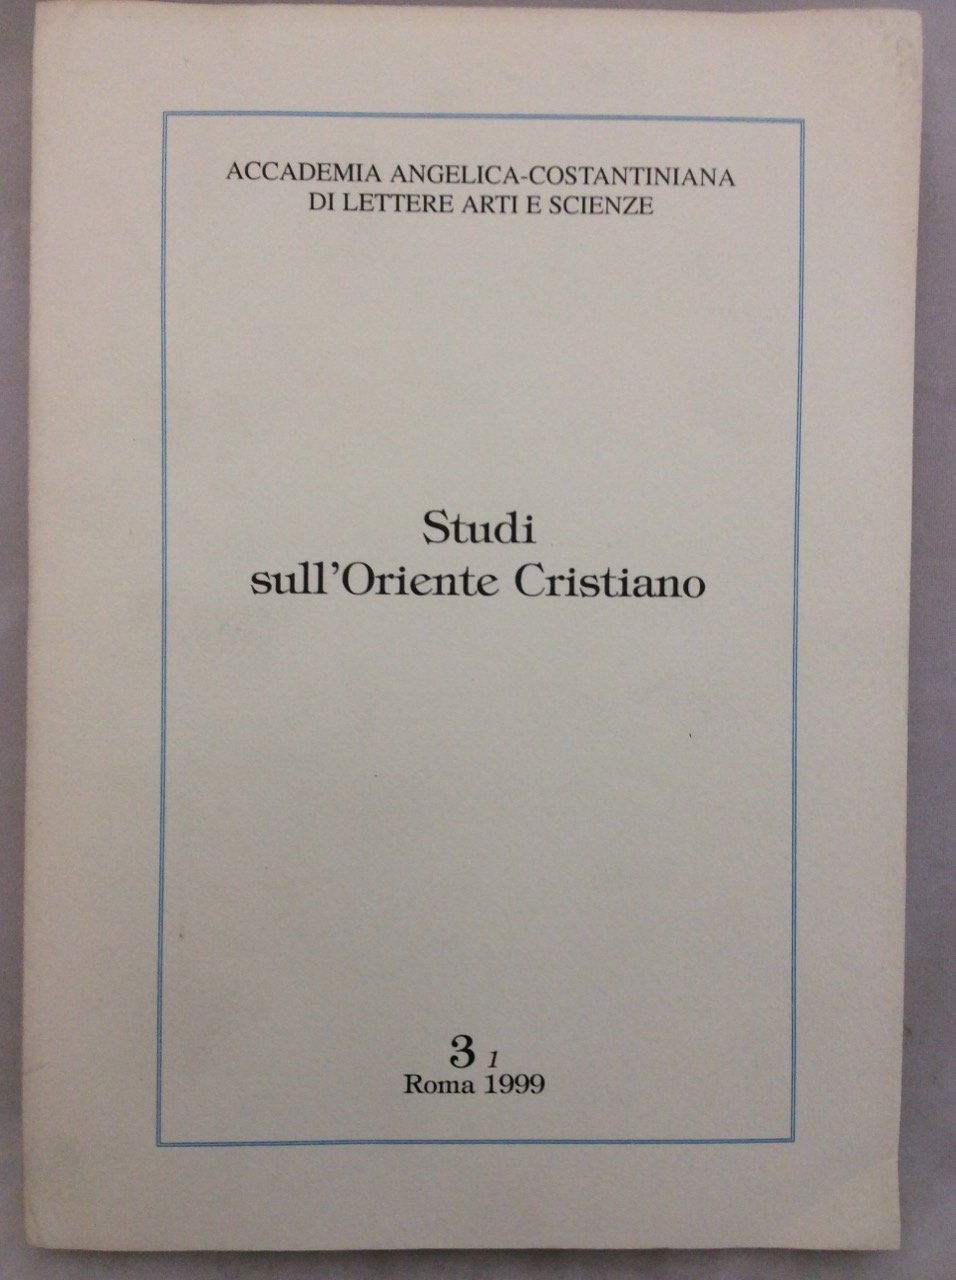 ACCADEMIA ANGELICA-COSTANTINIANA
DI LETTERE ARTI E SCIENZE
Studi
sull'Oriente Cristiano
3 1
Roma 1999